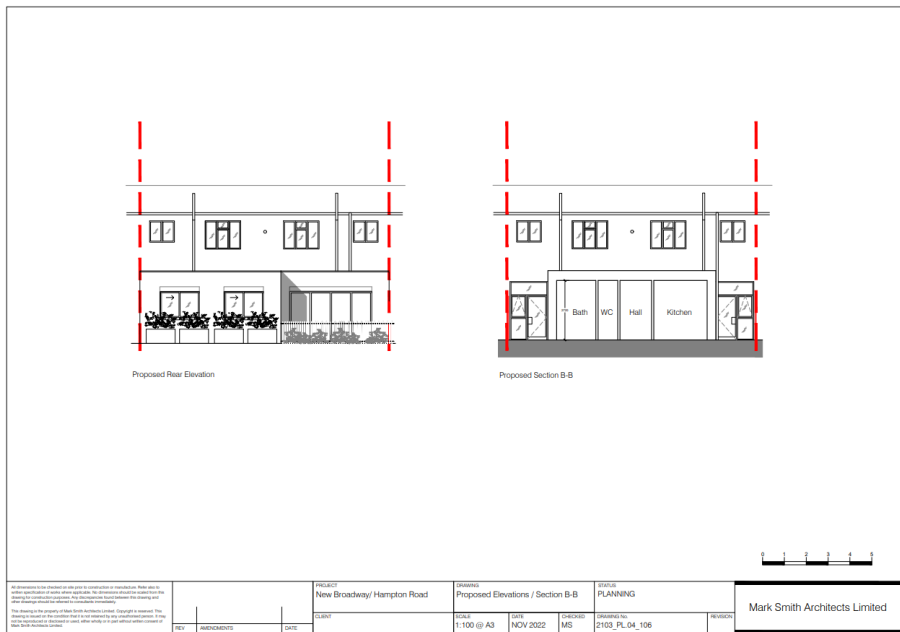 Bath
WC
Hall
Kitchen
Proposed Rear Elevation
Proposed Section B-B
0 1 2 3 4 5
All dimensions to be checked on site prior to construction or manufacture. Refer also to
written specification of works where applicable. No dimensions should be scaled from this
drawing for construction purposes. Any discrepancies found between this drawing and
other drawings should be referred to consultants immediately.
This drawing is the property of Mark Smith Architects Limited. Copyright is reserved. This
drawing is issued on the condition that it is not retained by any unauthorised person. It may
not be reproduced or disclosed or used, either wholly or in part without written consent of
Mark Smith Architects Limited.
REV AMENDMENTS DATE
PROJECT
New Broadway/ Hampton Road
CLIENT
DRAWING
Proposed Elevations / Section B-B
STATUS
PLANNING
SCALE
1:100 @ A3
DATE
NOV 2022
CHECKED
MS
DRAWING No.
2103_PL.04_106
REVISION
Mark Smith Architects Limited